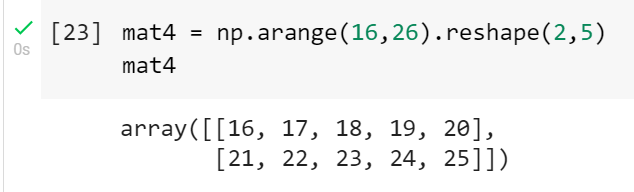 [23] mat4 = np.arange(16,26).reshape(2,5)
0s
mat4
array([[16, 17, 18, 19, 20],
[21, 22, 23, 24, 25]])